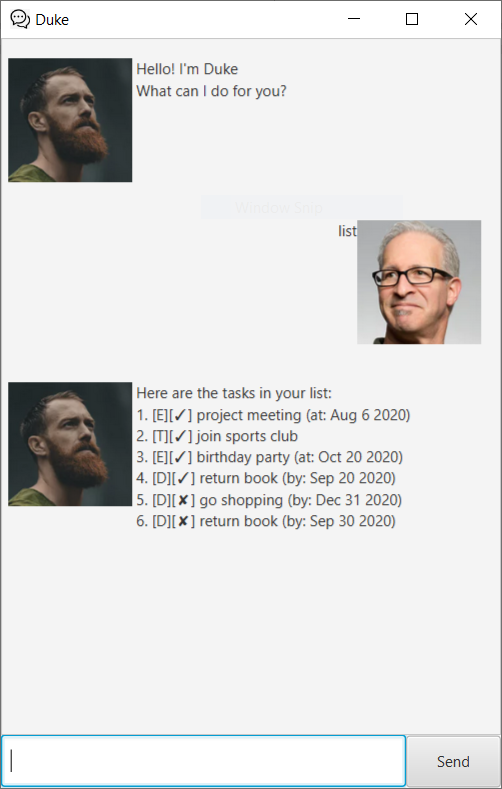 Duke
Hello! I'm Duke
What can I do for you?
Window Snip
list
Here are the tasks in your list:
1. [E][✓] project meeting (at: Aug 6 2020)
2. [T][✓] join sports club
3. [E][✓] birthday party (at: Oct 20 2020)
4. [D][✓] return book (by: Sep 20 2020)
5. [D][✘] go shopping (by: Dec 31 2020)
6. [D][✘] return book (by: Sep 30 2020)
Send